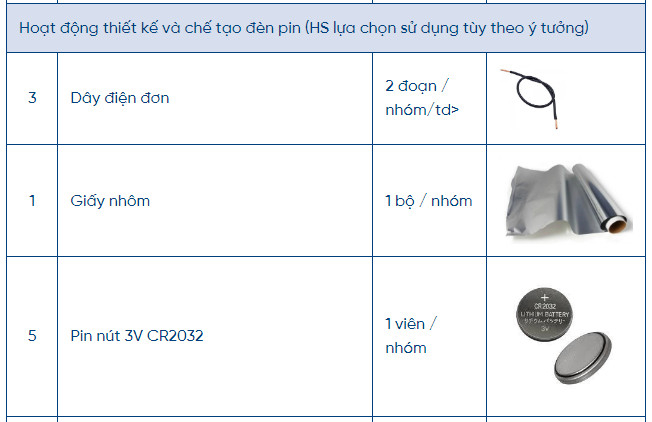 Hoạt động thiết kế và chế tạo đèn pin (HS lựa chọn sử dụng tùy theo ý tưởng)
3
Dây điện đơn
2 đoạn /
nhóm/td>
1
Giấy nhôm
1 bộ / nhóm
5
Pin nút 3V CR2032
1 viên /
nhóm
+
CR2032
LITHIUM BATTERY
3V